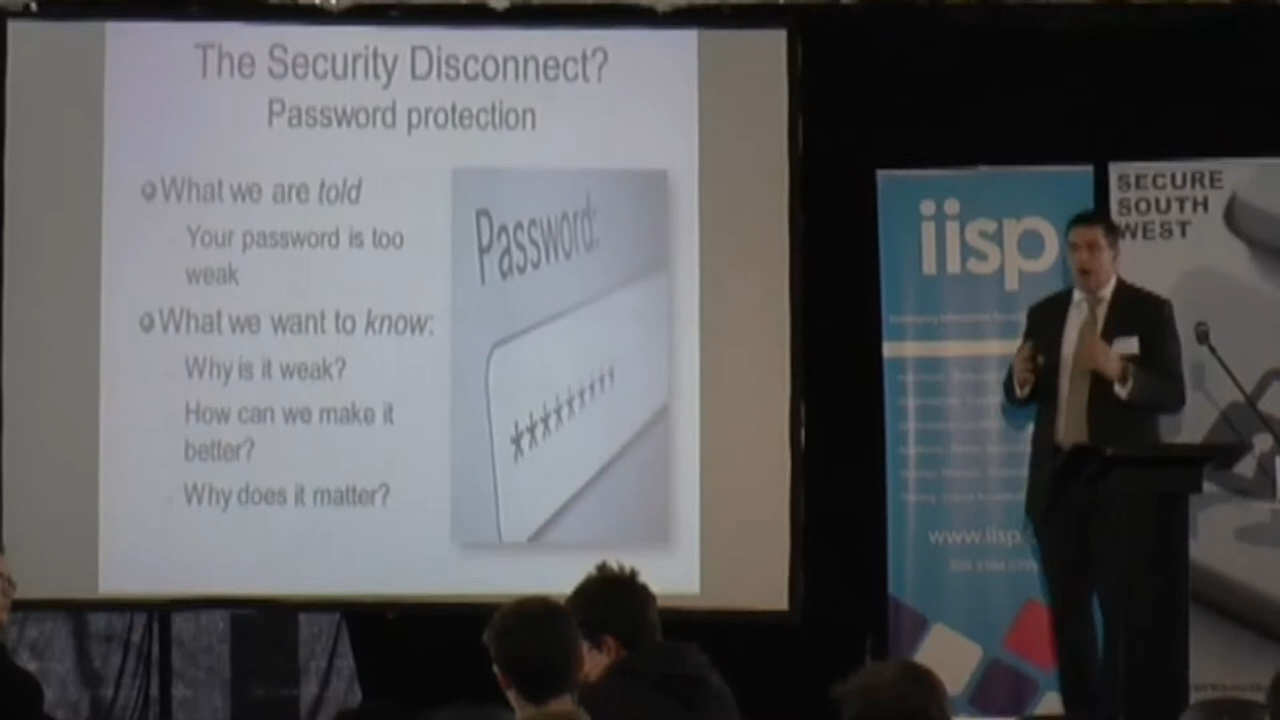 The Security Disconnect?
Password protection
What we are told
Your password is too
weak
What we want to know:
Why is it weak?
How can we make it
better?
Why does it matter?
Password:
*********
iisp
www.iisp
SECURE
SOUTH
WEST